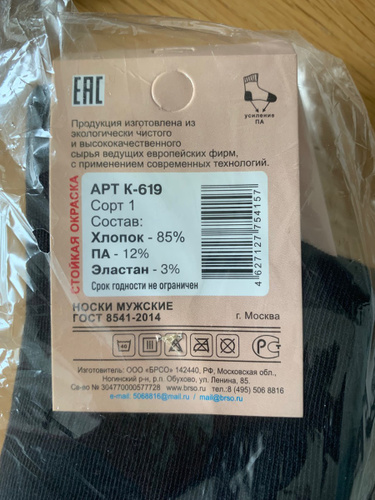 EAC
усиление
ПА
Продукция изготовлена из
экологически чистого
и высококачественного
сырья ведущих европейских фирм,
с применением современных технологий.
СТОЙКАЯ ОКРАСКА
АРТ К-619
Сорт 1
Состав:
Хлопок - 85%
ПА - 12%
Эластан - 3%
Срок годности не ограничен
4627127754157
НОСКИ МУЖСКИЕ
ГОСТ 8541-2014
г. Москва
40
Изготовитель: ООО «БРСО» 142440, РФ, Московская обл.,
Ногинский р-н, р.п. Обухово, ул. Ленина, 85.
Св-во № 304770000577728 www.brso.ru тел.:8 (495) 506 8816
e-mail: 5068816@mail.ru / brso@mail.ru